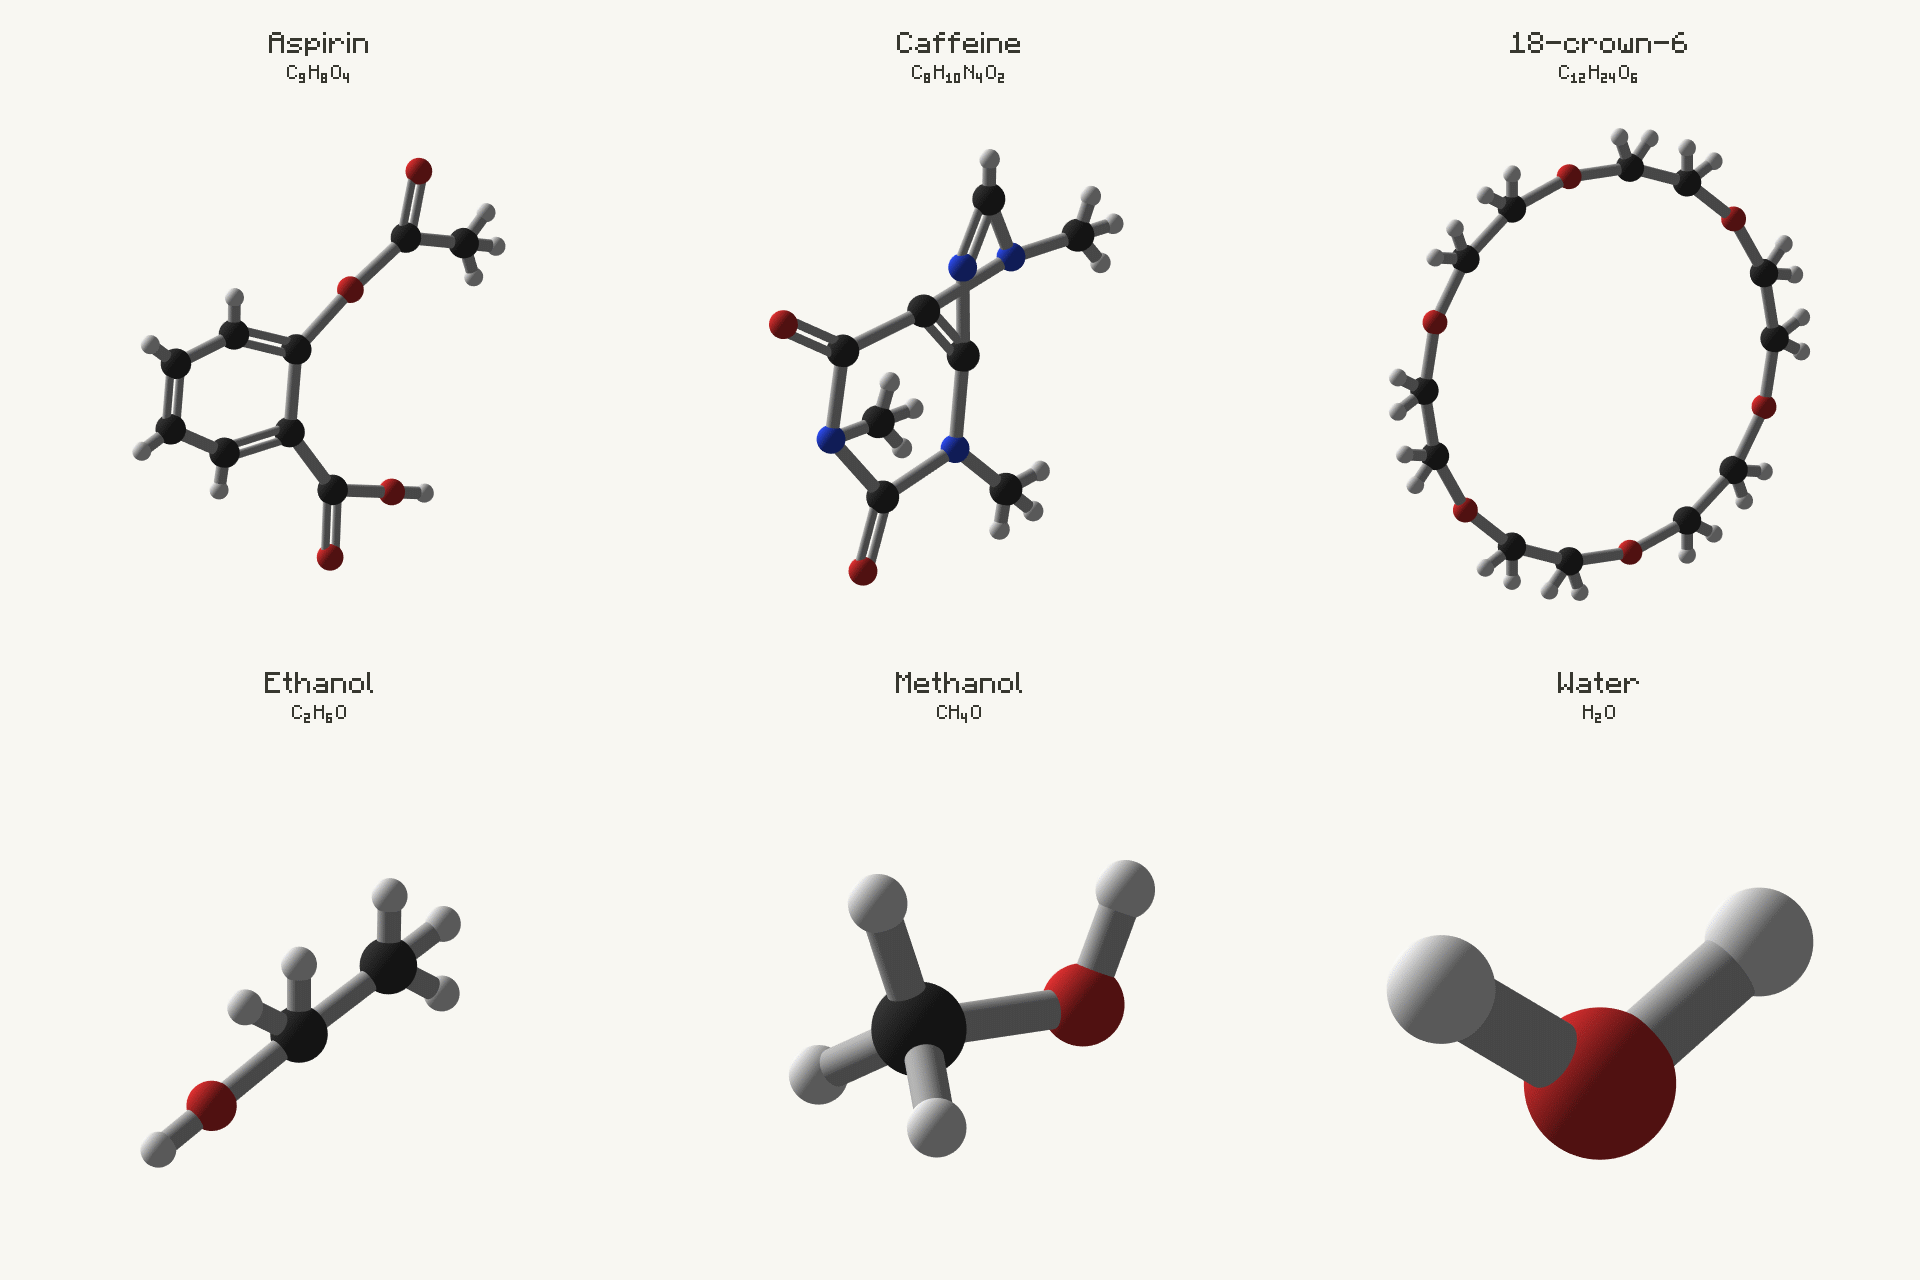 Aspirin
C₉H₈O₄
Caffeine
C₈H₁₀N₄O₂
18-crown-6
C₁₂H₂₄O₆
Ethanol
C₂H₆O
Methanol
CH₄O
Water
H₂O